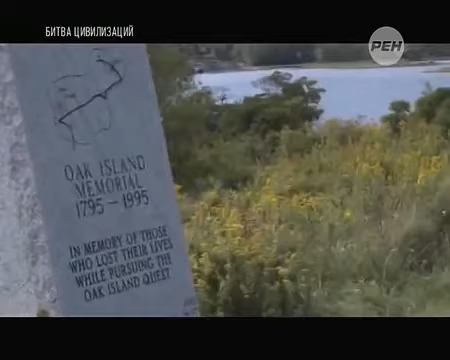 БИТВА ЦИВИЛИЗАЦИЙ
РЕН
OAK ISLAND
MEMORIAL
1795-1995
IN MEMORY OF THOSE
WHO LOST THEIR LIVES
WHILE PURSUING THE
OAK ISLAND QUEST